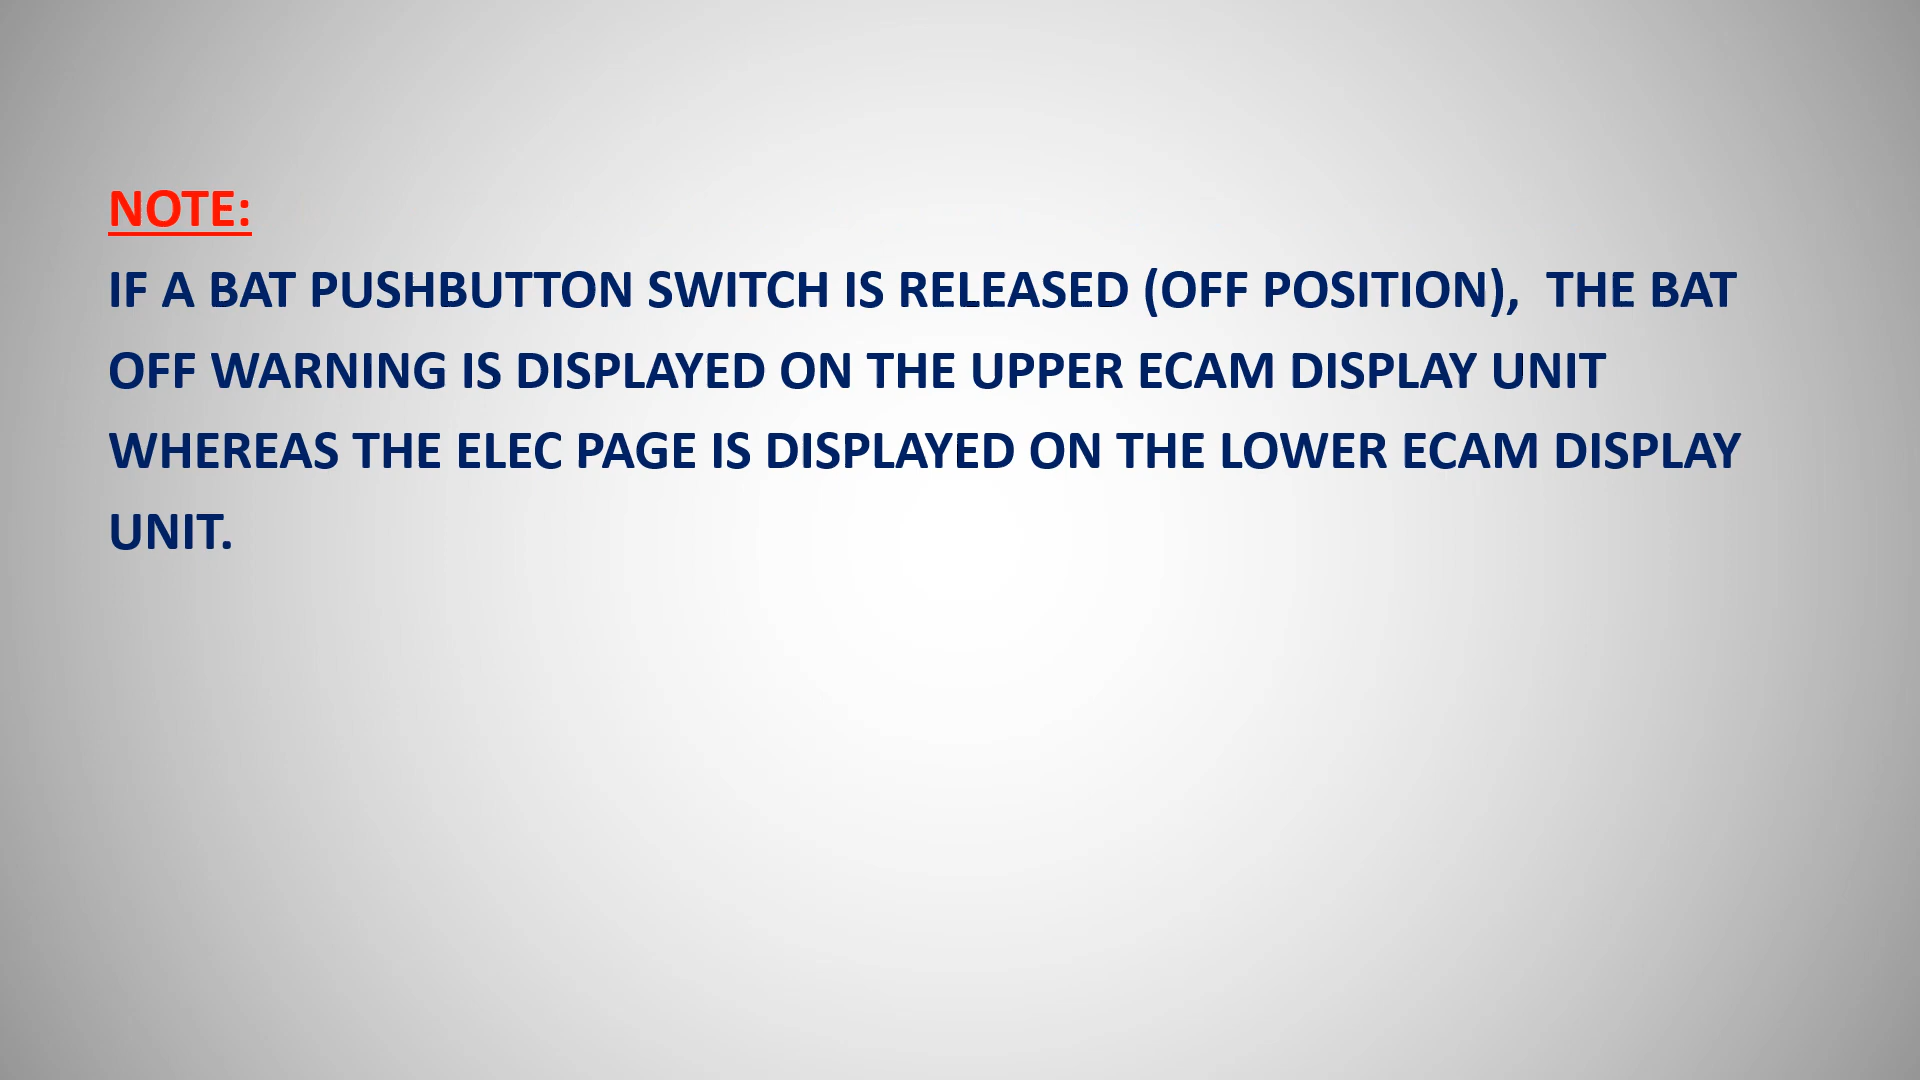 NOTE:
IF A BAT PUSHBUTTON SWITCH IS RELEASED (OFF POSITION),  THE BAT
OFF WARNING IS DISPLAYED ON THE UPPER ECAM DISPLAY UNIT
WHEREAS THE ELEC PAGE IS DISPLAYED ON THE LOWER ECAM DISPLAY
UNIT.